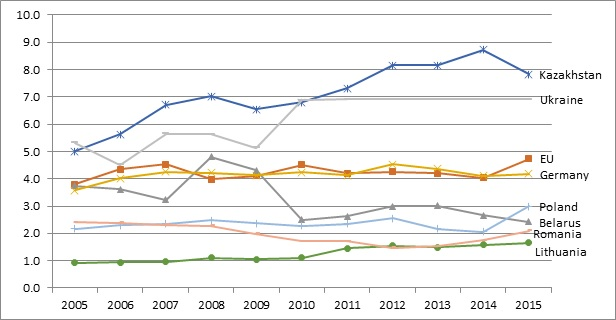 10.0
9.0
8.0
7.0
6.0
5.0
4.0
3.0
2.0
1.0
0.0
Kazakhstan
Ukraine
EU
Germany
Poland
Belarus
Romania
Lithuania
2005 2006 2007 2008 2009 2010 2011 2012 2013 2014 2015